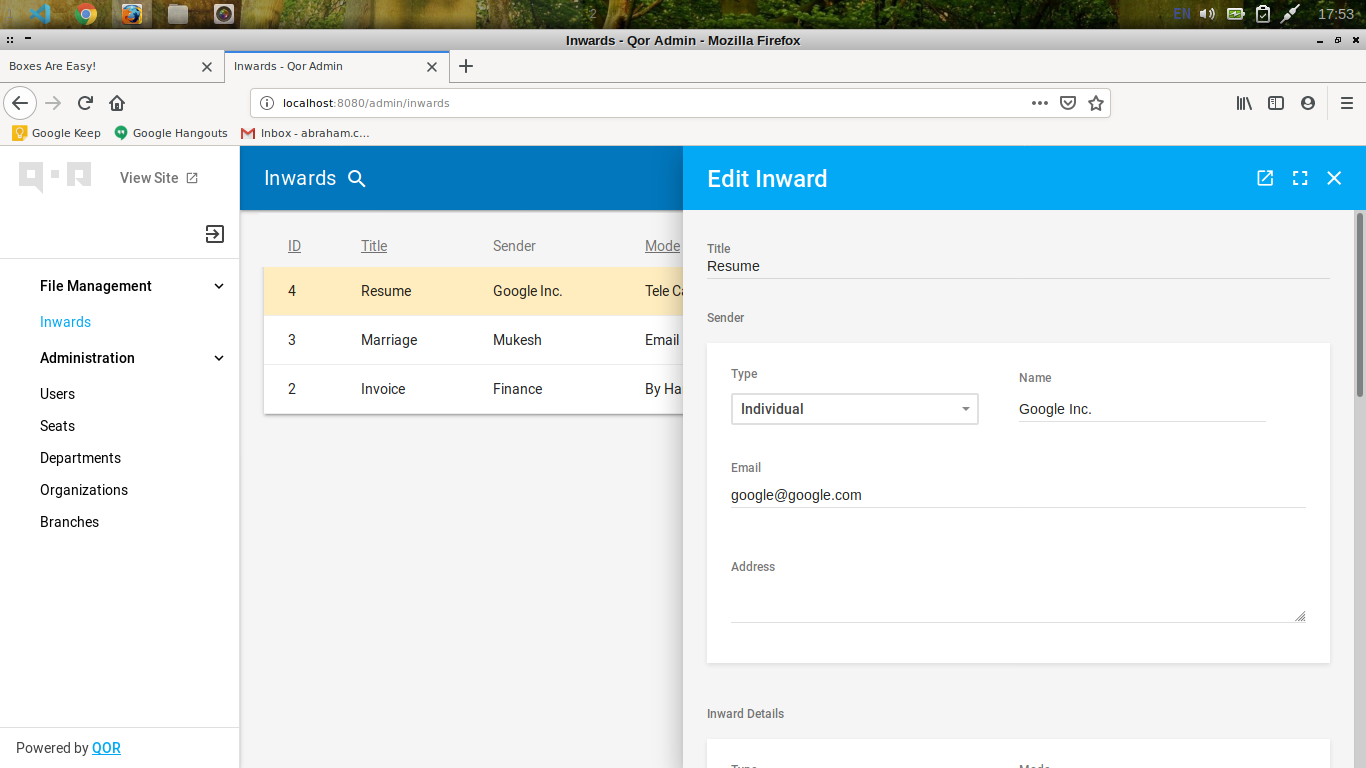 2
EN
17:53
Inwards - Qor Admin - Mozilla Firefox
Boxes Are Easy!
Inwards - Qor Admin
localhost:8080/admin/inwards
Google Keep
Google Hangouts
Inbox - abraham.c...
View Site
File Management
Inwards
Administration
Users
Seats
Departments
Organizations
Branches
Powered by QOR
Inwards
ID Title Sender Mode
4 Resume Google Inc. Tele Ca
3 Marriage Mukesh Email
2 Invoice Finance By Ha
Edit Inward
Title
Resume
Sender
Type
Individual
Name
Google Inc.
Email
google@google.com
Address
Inward Details
Type
Mode